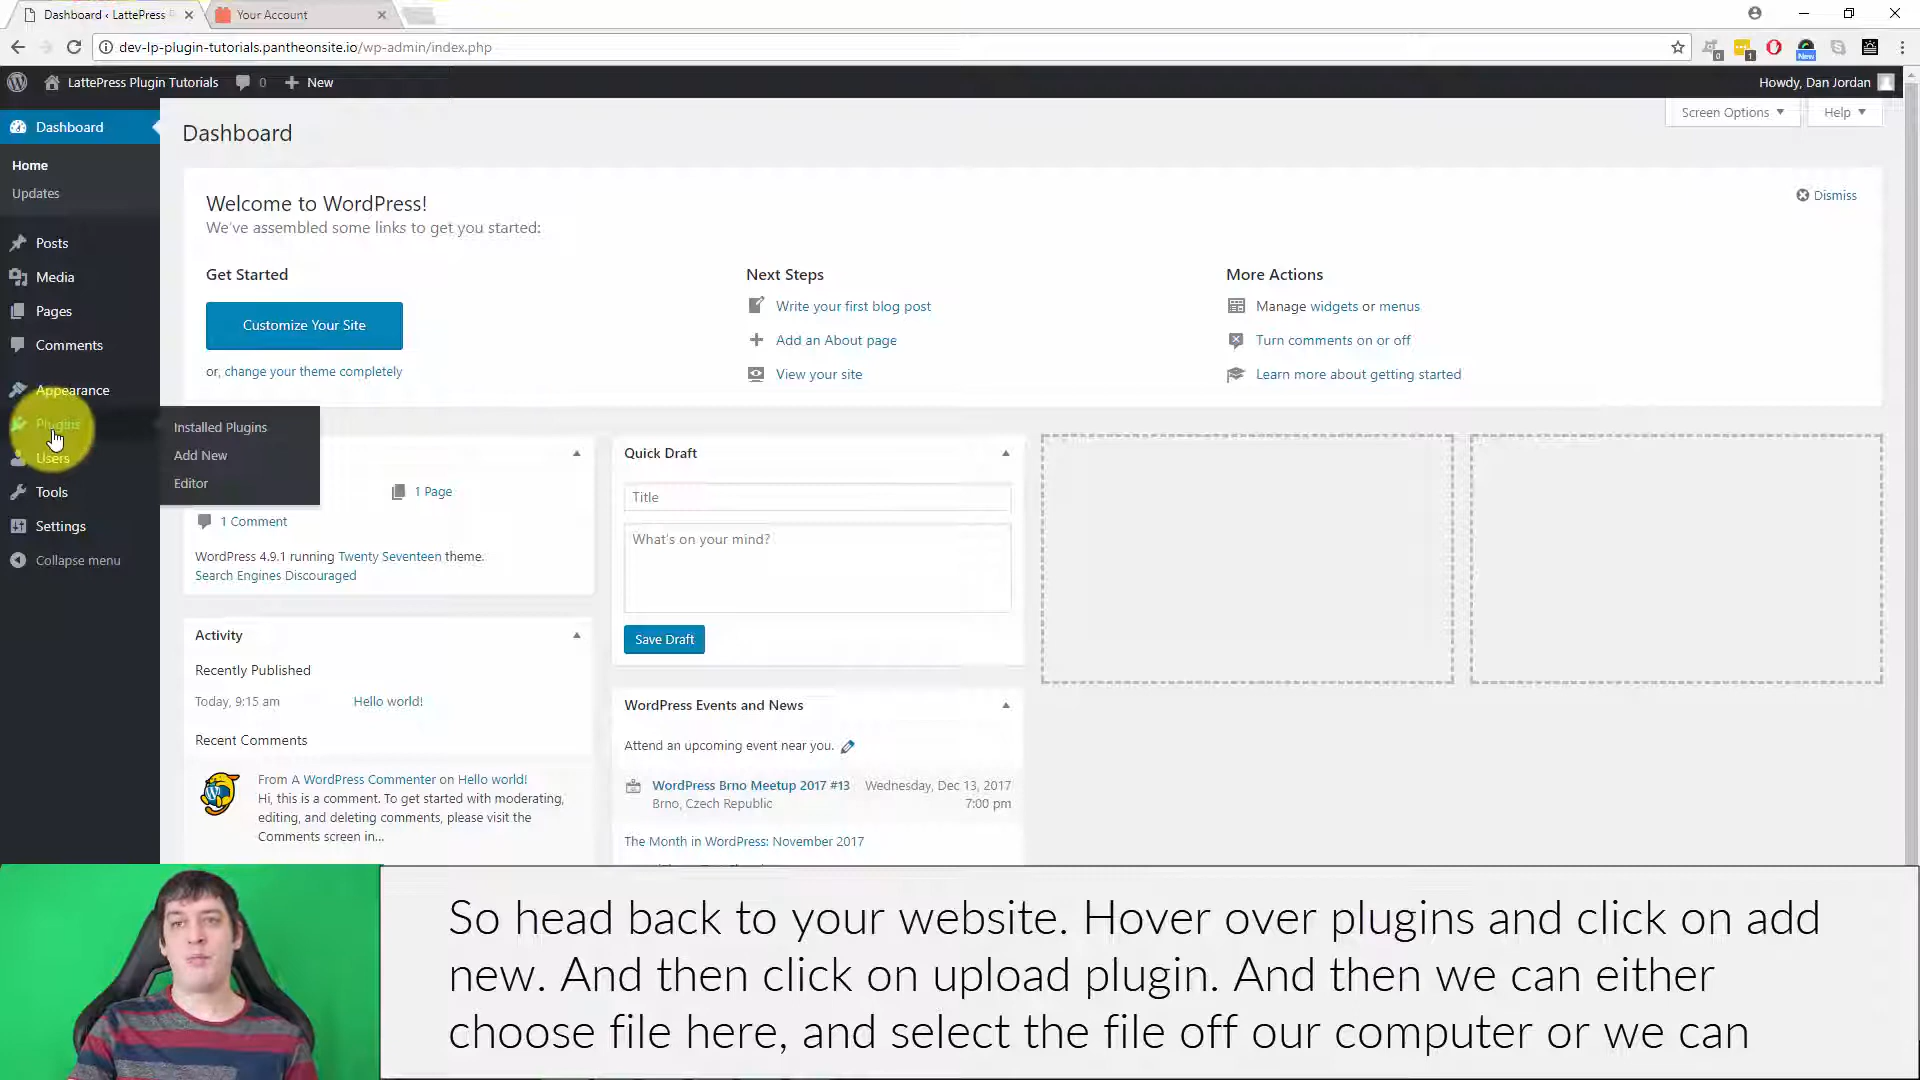 Dashboard ‹ LattePress
Your Account
dev-lp-plugin-tutorials.pantheonsite.io/wp-admin/index.php
0
1
New
LattePress Plugin Tutorials
0
New
Howdy, Dan Jordan
Dashboard
Home
Updates
Posts
Media
Pages
Comments
Appearance
Plugins
Users
Tools
Settings
Collapse menu
Installed Plugins
Add New
Editor
Dashboard
Screen Options
Help
Welcome to WordPress!
We've assembled some links to get you started:
Dismiss
Get Started
Customize Your Site
or, change your theme completely
Next Steps
Write your first blog post
Add an About page
View your site
More Actions
Manage widgets or menus
Turn comments on or off
Learn more about getting started
1 Page
1 Comment
WordPress 4.9.1 running Twenty Seventeen theme.
Search Engines Discouraged
Activity
Recently Published
Today, 9:15 am
Hello world!
Recent Comments
From A WordPress Commenter on Hello world!
Hi, this is a comment. To get started with moderating,
editing, and deleting comments, please visit the
Comments screen in...
Quick Draft
Title
What's on your mind?
Save Draft
WordPress Events and News
Attend an upcoming event near you.
WordPress Brno Meetup 2017 #13
Brno, Czech Republic
Wednesday, Dec 13, 2017
7:00 pm
The Month in WordPress: November 2017
So head back to your website. Hover over plugins and click on add
new. And then click on upload plugin. And then we can either
choose file here, and select the file off our computer or we can